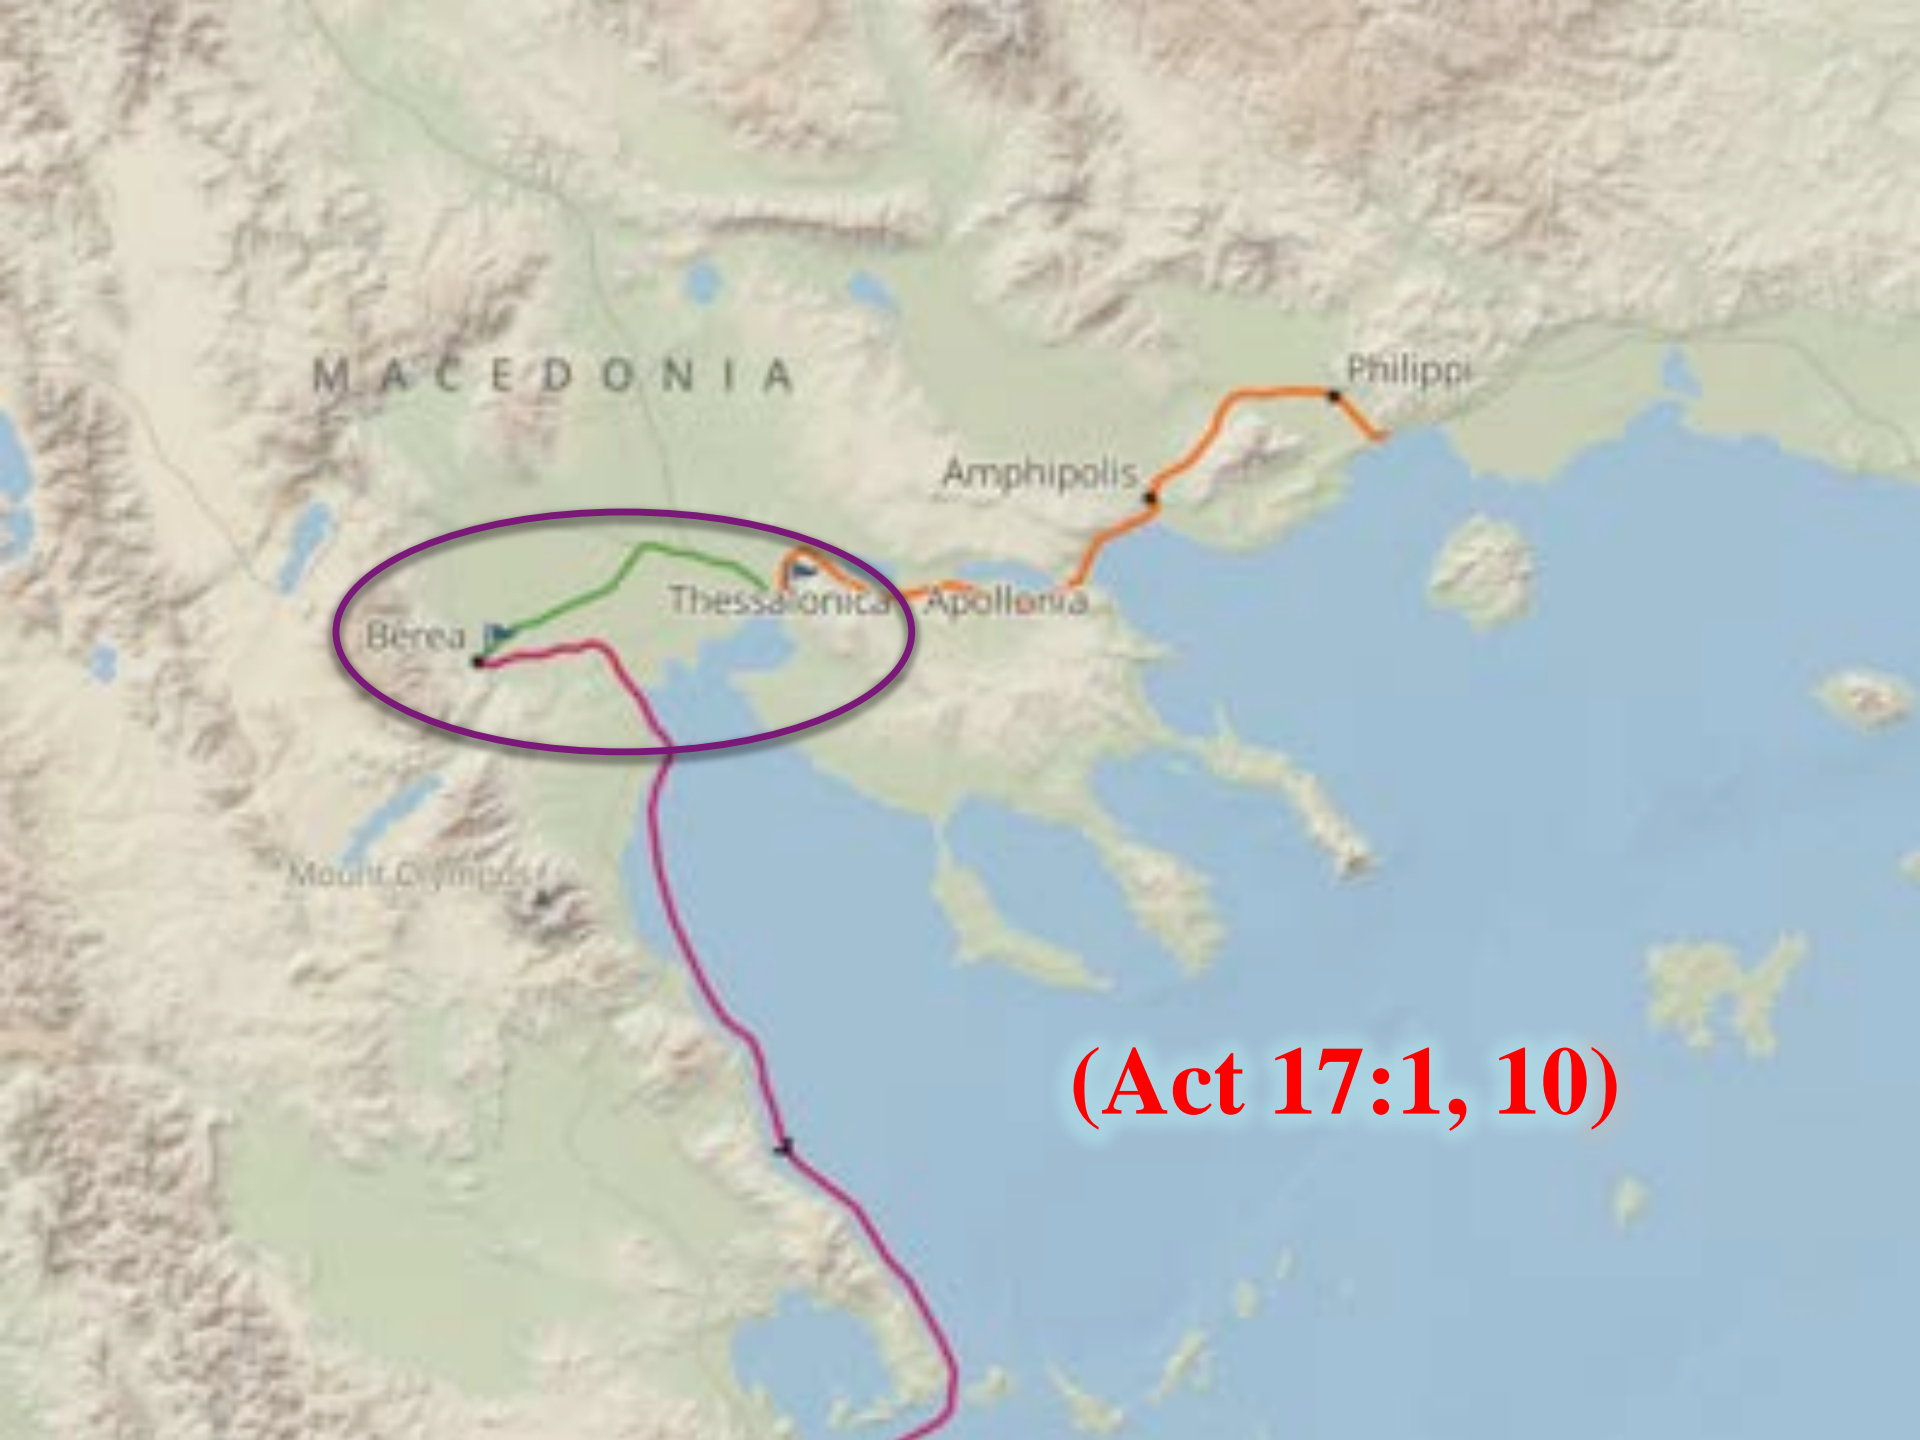 MACEDONIA
Philippi
Amphipolis
Thessalonica
Apollonia
Berea
Mount Olympus
(Act 17:1, 10)